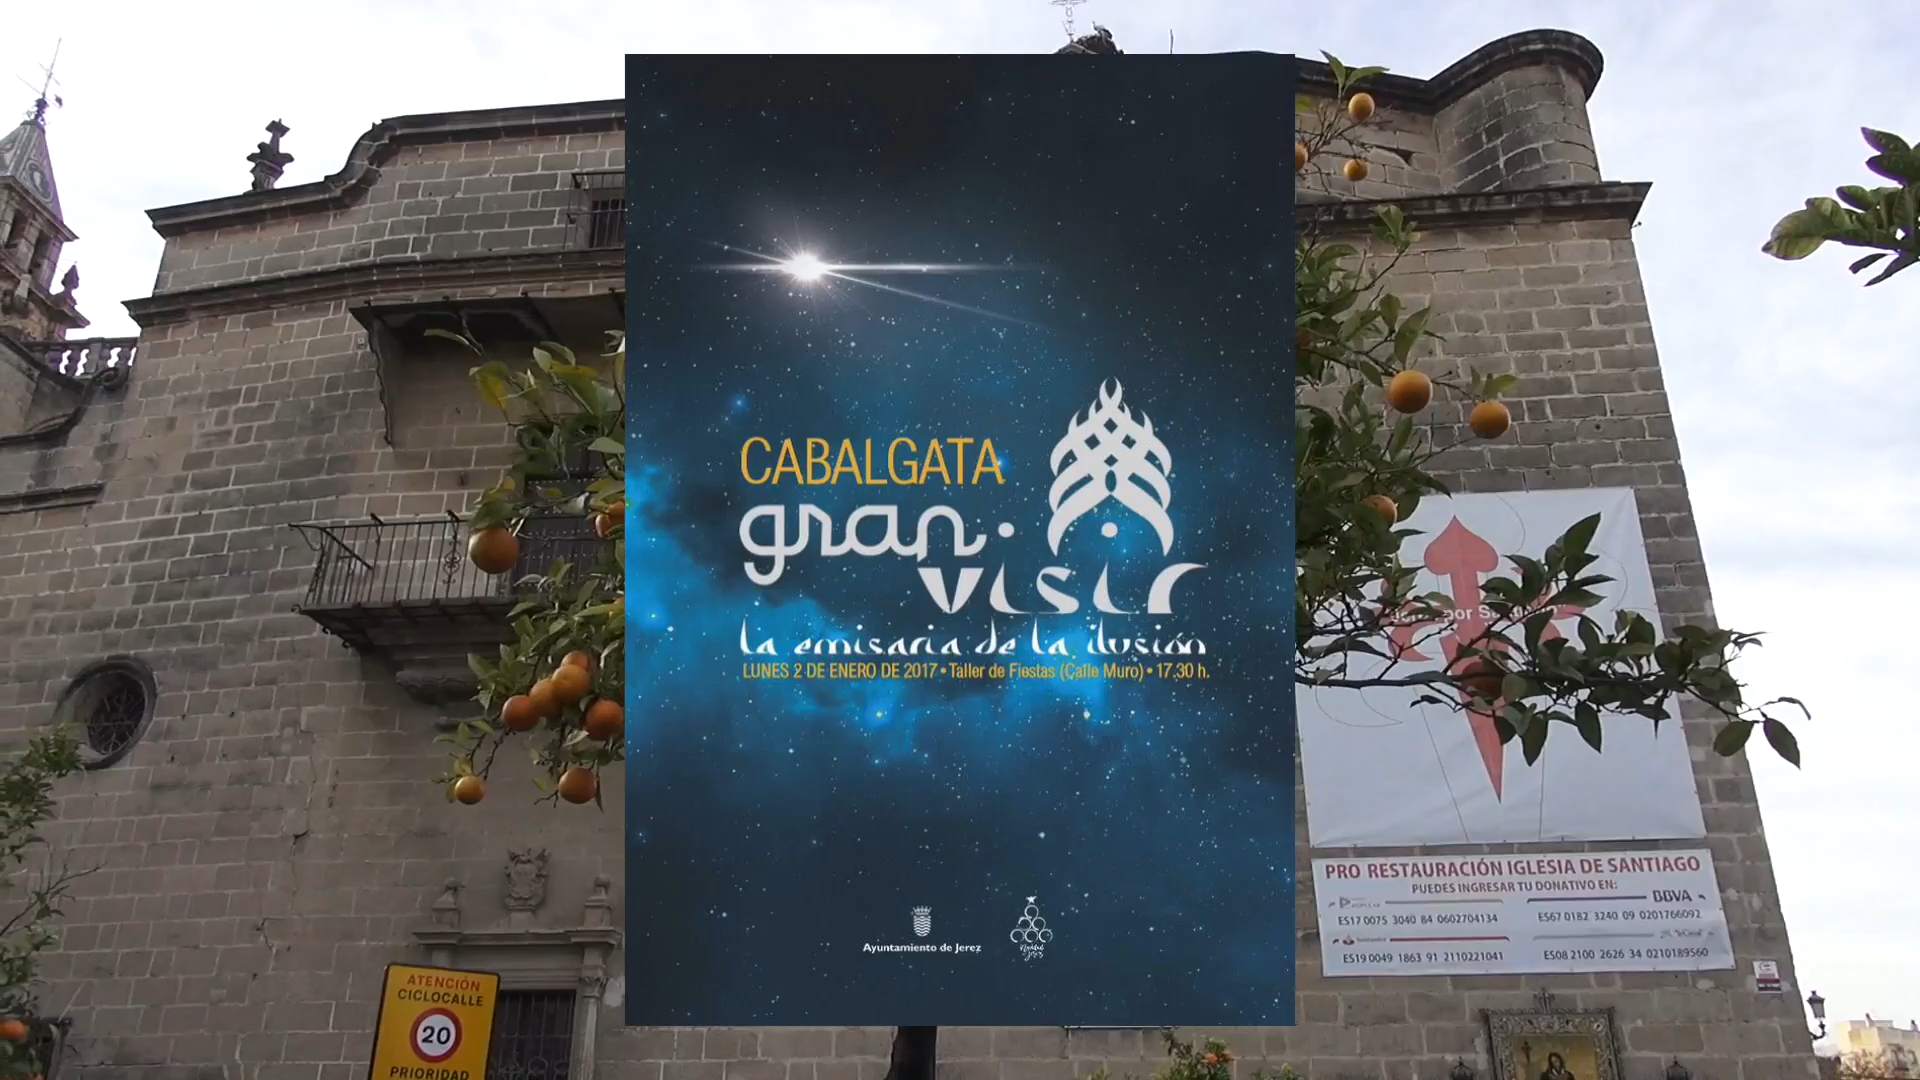 CABALGATA
gran
visir
la emisaria de la ilusión
LUNES 2 DE ENERO DE 2017 • Taller de Fiestas (Calle Muro) • 17,30 h.
Ayuntamiento de Jerez
por
PRO RESTAURACIÓN IGLESIA DE SANTIAGO
PUEDES INGRESAR TU DONATIVO EN:
POPULAR BBVA
ES17 0075 3040 84 0602704134 ES67 0182 3240 09 0201766092
Santander
ES19 0049 1863 91 2110221041 ES08 2100 2626 34 0210189560
ATENCIÓN
CICLOCALLE
20
PRIORIDAD